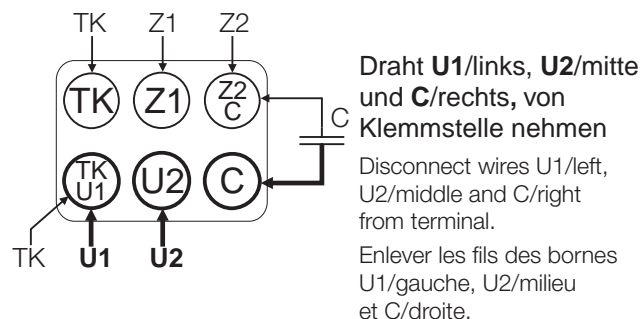 TK Z1 Z2
TK Z1 Z2 C
C
TK U1 U2 C
TK U1 U2
Draht U1/links, U2/mitte
und C/rechts, von
Klemmstelle nehmen
Disconnect wires U1/left,
U2/middle and C/right
from terminal.
Enlever les fils des bornes
U1/gauche, U2/milieu
et C/droite.